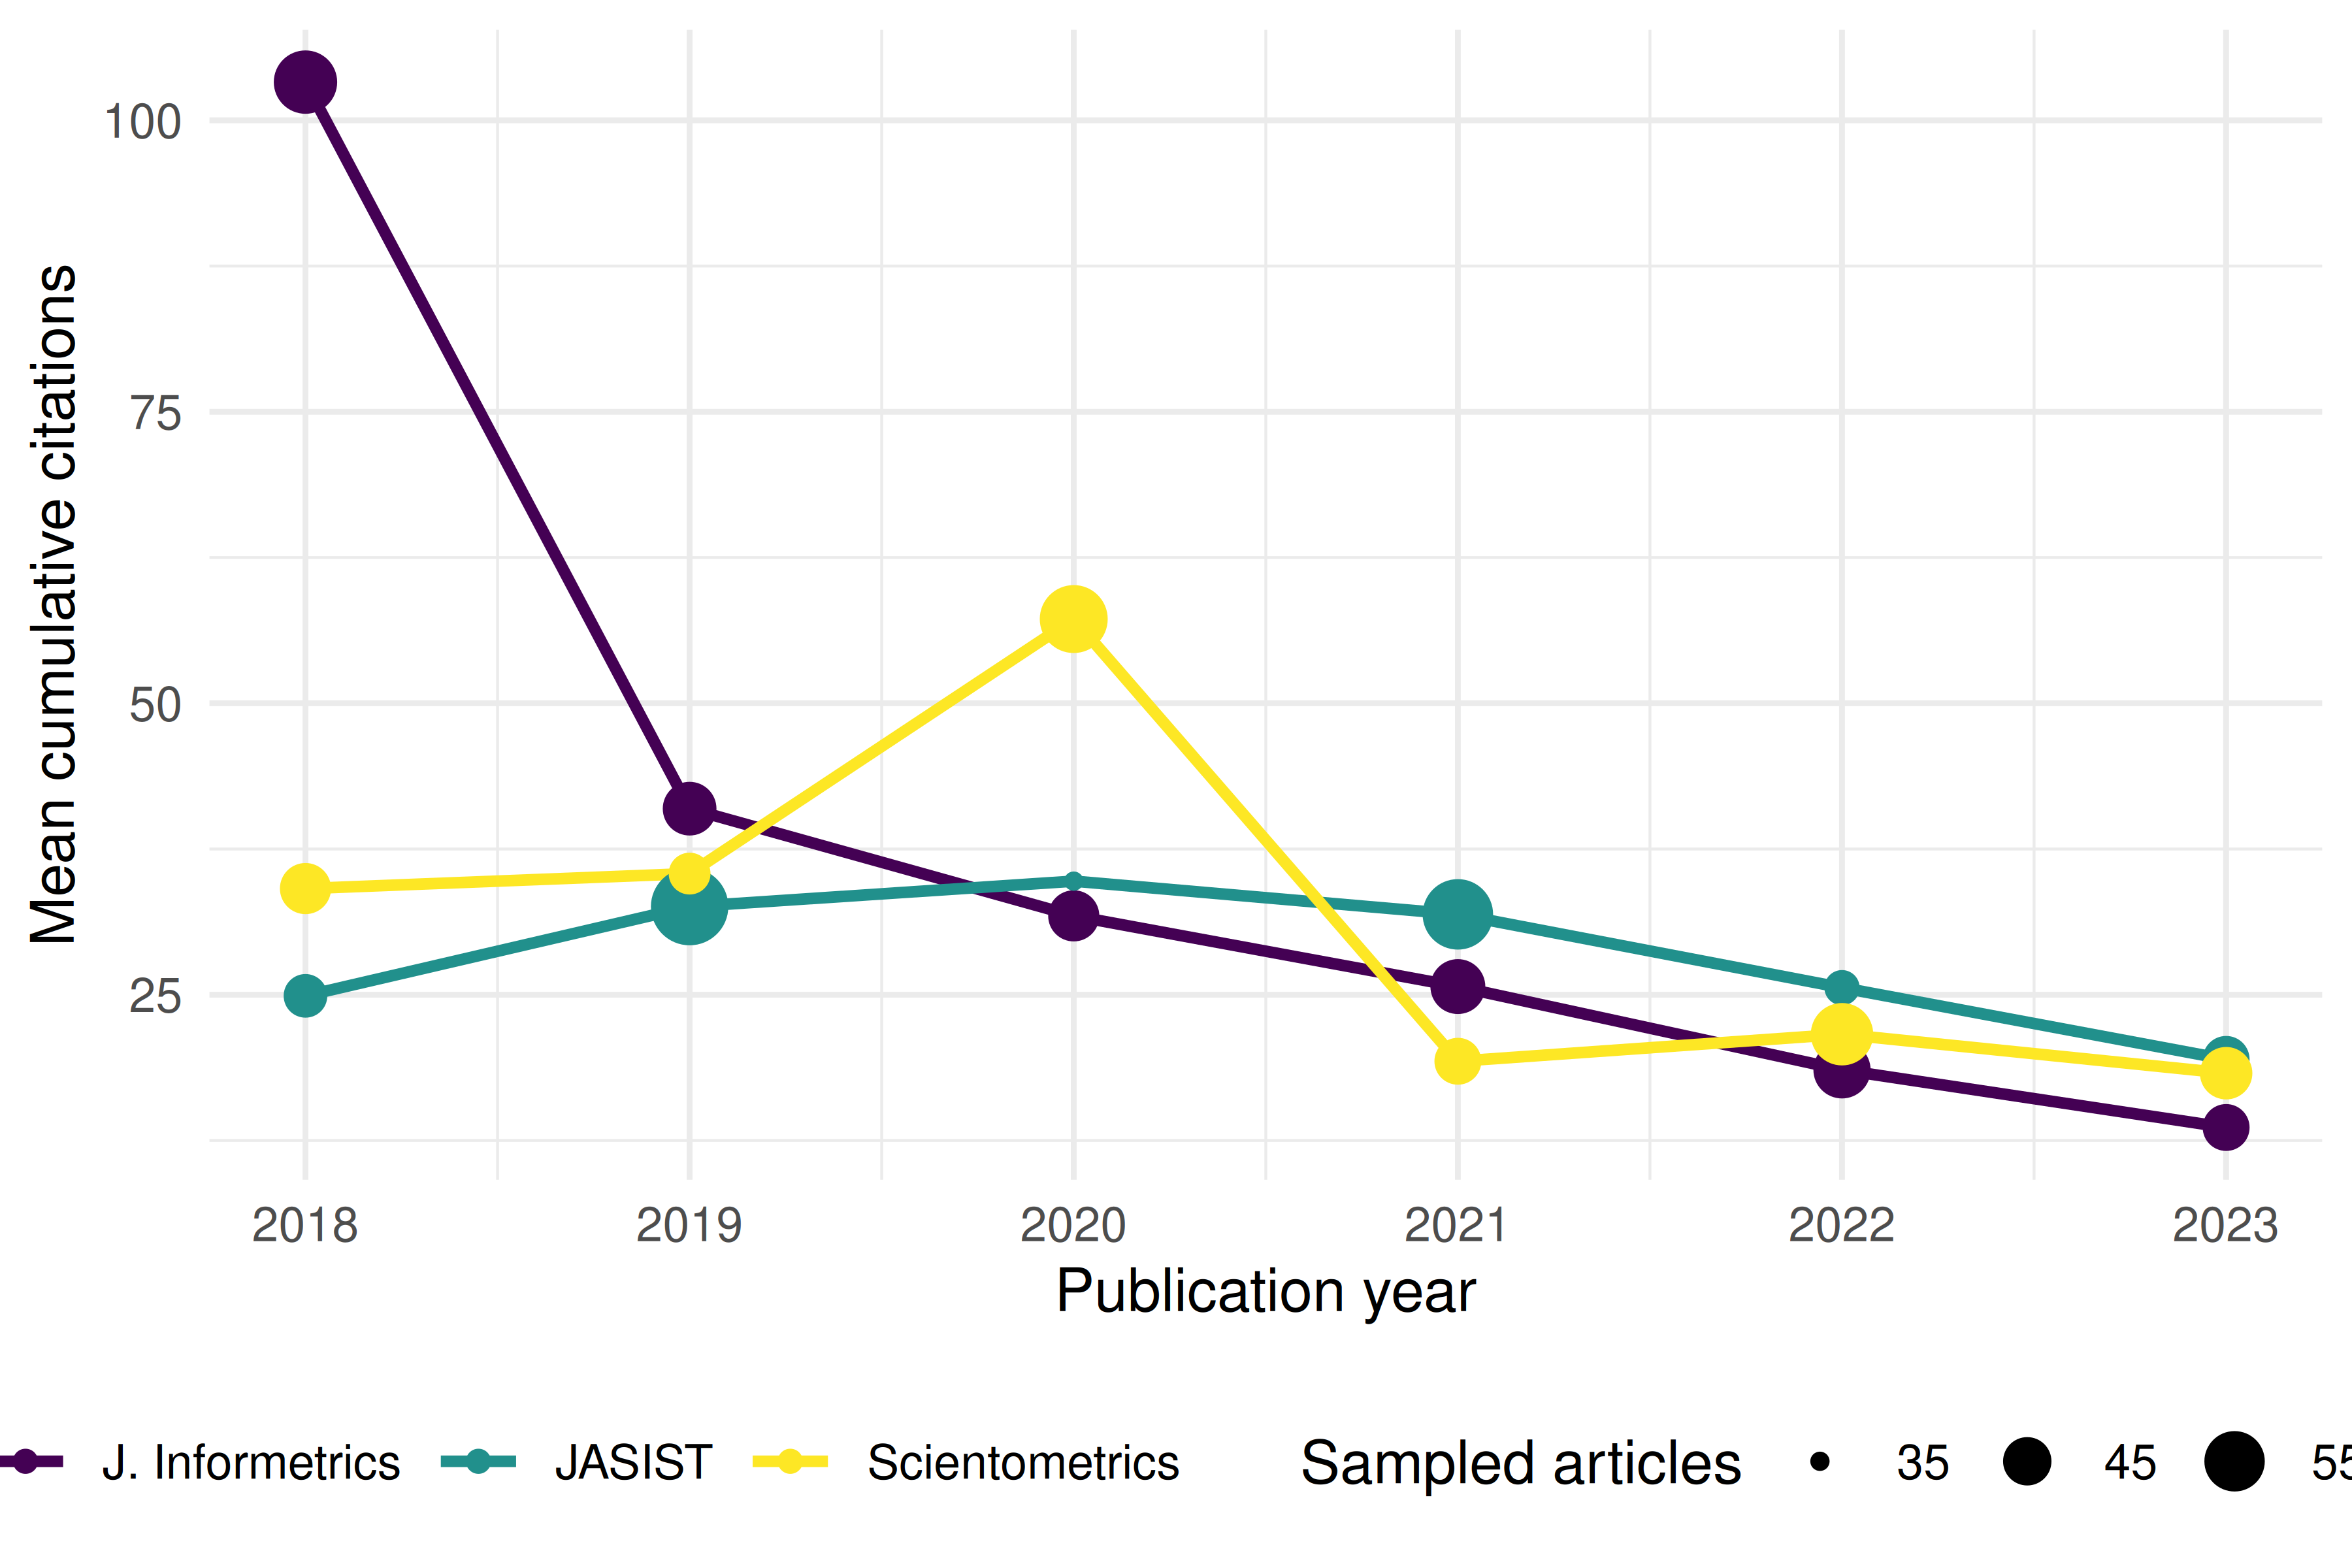 Mean cumulative citations
100
75
50
25
2018 2019 2020 2021 2022 2023
Publication year
J. Informetrics JASIST Scientometrics Sampled articles 35 45 55